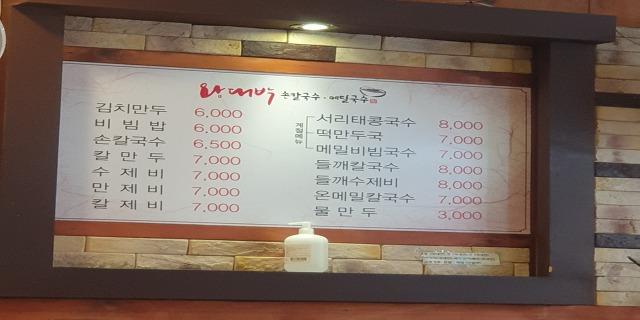 왕대박 손칼국수·메밀국수
김치만두 6,000
비빔밥 6,000
손칼국수 6,500
칼만두 7,000
수제비 7,000
만제비 7,000
칼제비 7,000
계절메뉴
서리태콩국수 8,000
떡만두국 7,000
메밀비빔국수 7,000
들깨칼국수 8,000
들깨수제비 8,000
온메밀칼국수 7,000
물만두 3,000